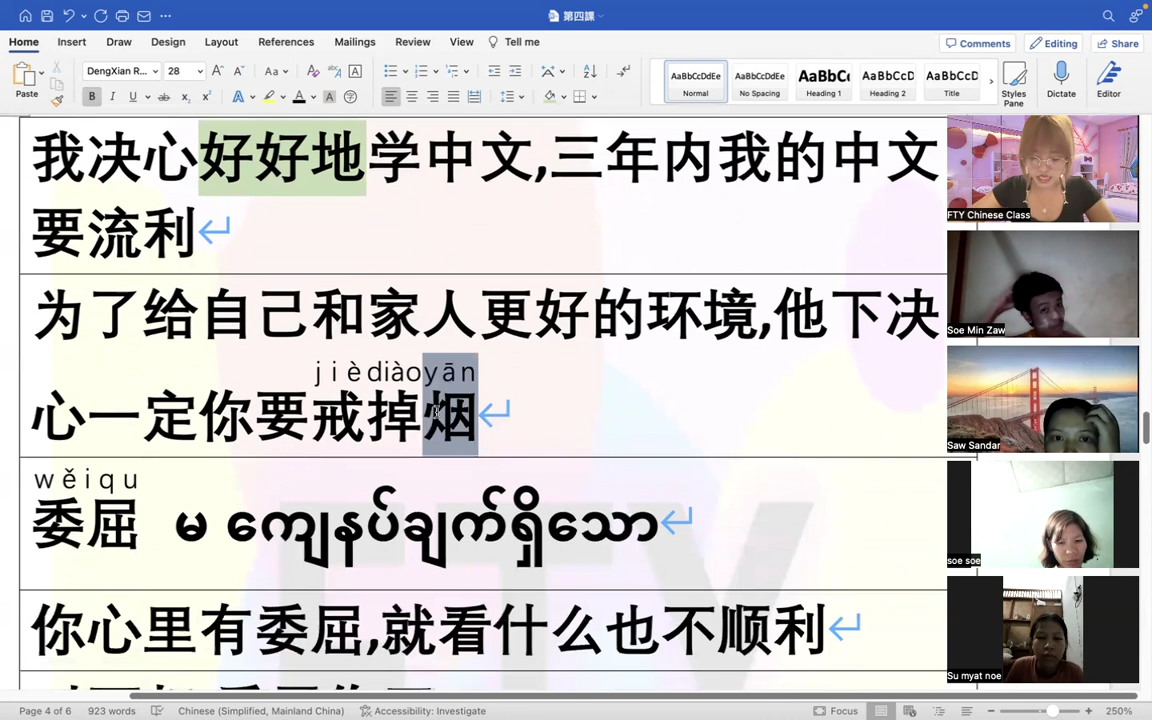 第四課
Home Insert Draw Design Layout References Mailings Review View Tell me Comments Editing Share
Paste DengXian R... 28 Aa Normal No Spacing Heading 1 Heading 2 Title Styles Pane Dictate Editor
我决心好好地学中文,三年内我的中文
要流利
为了给自己和家人更好的环境,他下决
jièdiàoyān
心一定你要戒掉烟
wěiqu
委屈 မ ကျေနပ်ချက်ရှိသော
你心里有委屈,就看什么也不顺利
FTY Chinese Class
Soe Min Zaw
Saw Sandar
soe soe
Su myat noe
Page 4 of 6 923 words Chinese (Simplified, Mainland China) Accessibility: Investigate Focus 250%